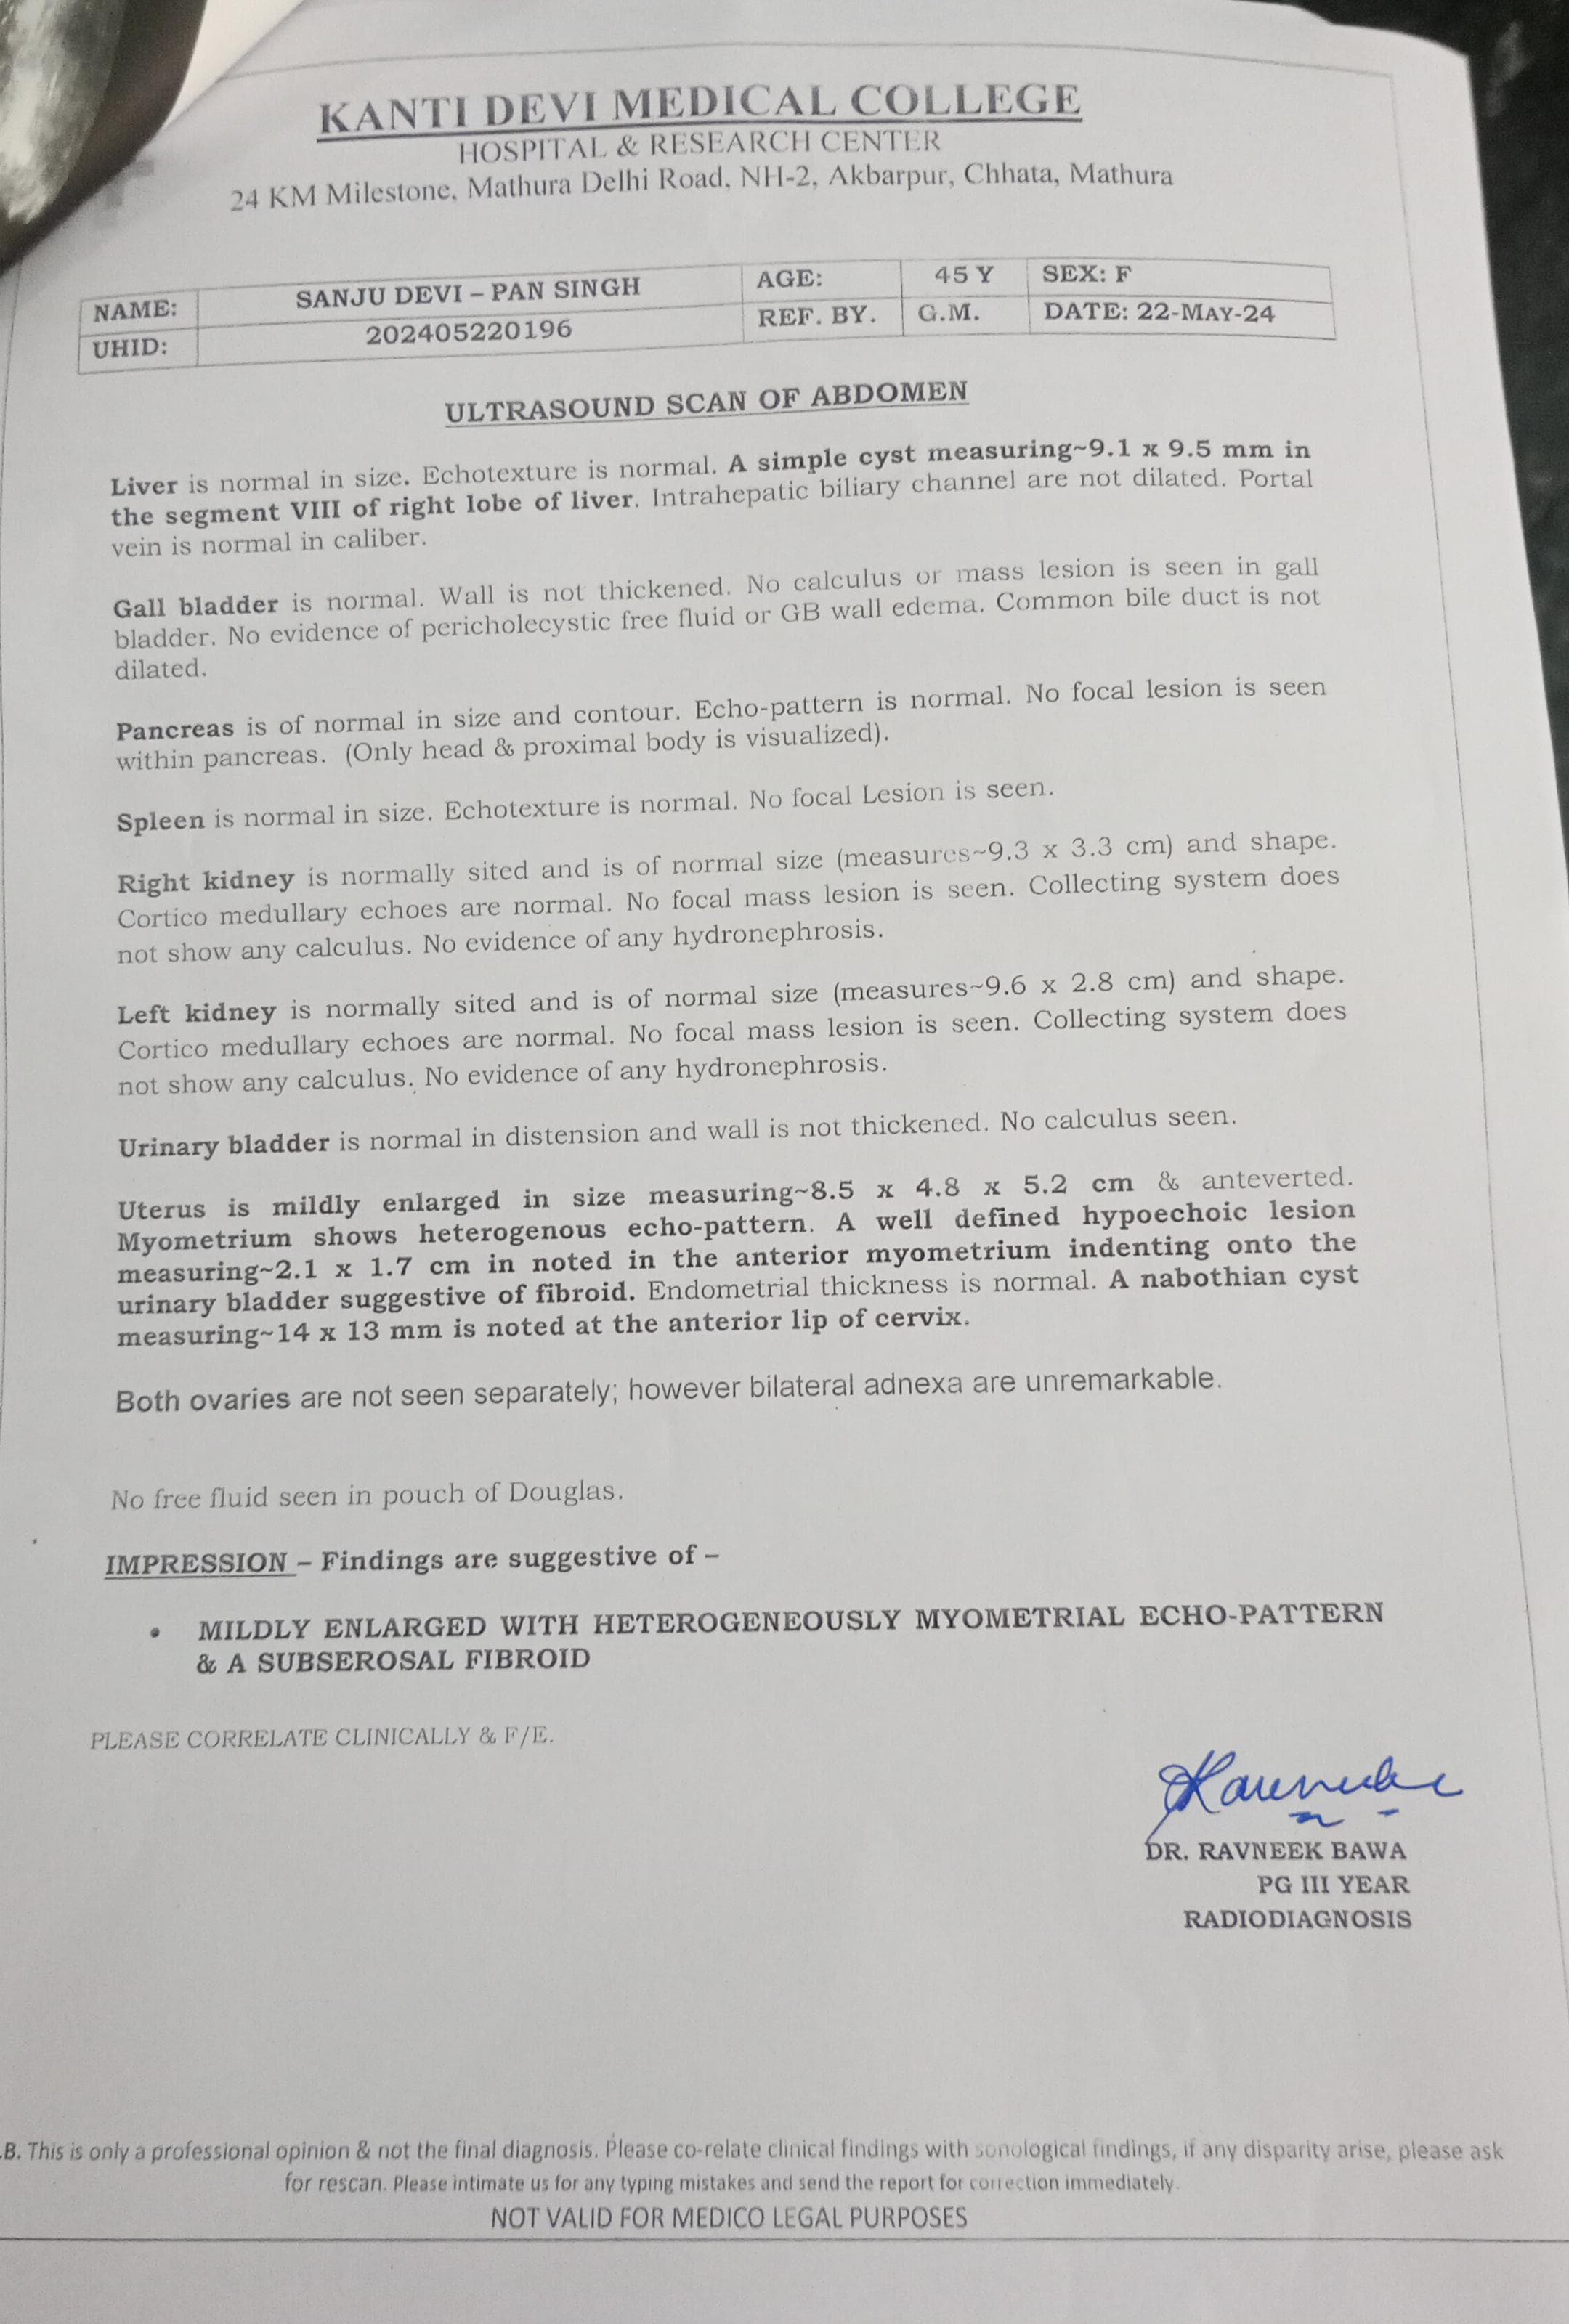 KANTI DEVI MEDICAL COLLEGE
HOSPITAL & RESEARCH CENTER
24 KM Milestone, Mathura Delhi Road, NH-2, Akbarpur, Chhata, Mathura
NAME: SANJU DEVI – PAN SINGH AGE: 45 Y SEX: F
UHID: 202405220196 REF. BY. G.M. DATE: 22-MAY-24
ULTRASOUND SCAN OF ABDOMEN
Liver is normal in size. Echotexture is normal. A simple cyst measuring~9.1 x 9.5 mm in
the segment VIII of right lobe of liver. Intrahepatic biliary channel are not dilated. Portal
vein is normal in caliber.
Gall bladder is normal. Wall is not thickened. No calculus or mass lesion is seen in gall
bladder. No evidence of pericholecystic free fluid or GB wall edema. Common bile duct is not
dilated.
Pancreas is of normal in size and contour. Echo-pattern is normal. No focal lesion is seen
within pancreas. (Only head & proximal body is visualized).
Spleen is normal in size. Echotexture is normal. No focal Lesion is seen.
Right kidney is normally sited and is of normal size (measures~9.3 x 3.3 cm) and shape.
Cortico medullary echoes are normal. No focal mass lesion is seen. Collecting system does
not show any calculus. No evidence of any hydronephrosis.
Left kidney is normally sited and is of normal size (measures~9.6 x 2.8 cm) and shape.
Cortico medullary echoes are normal. No focal mass lesion is seen. Collecting system does
not show any calculus. No evidence of any hydronephrosis.
Urinary bladder is normal in distension and wall is not thickened. No calculus seen.
Uterus is mildly enlarged in size measuring~8.5 x 4.8 x 5.2 cm & anteverted.
Myometrium shows heterogenous echo-pattern. A well defined hypoechoic lesion
measuring~2.1 x 1.7 cm in noted in the anterior myometrium indenting onto the
urinary bladder suggestive of fibroid. Endometrial thickness is normal. A nabothian cyst
measuring~14 x 13 mm is noted at the anterior lip of cervix.
Both ovaries are not seen separately; however bilateral adnexa are unremarkable.
No free fluid seen in pouch of Douglas.
IMPRESSION – Findings are suggestive of –
• MILDLY ENLARGED WITH HETEROGENEOUSLY MYOMETRIAL ECHO-PATTERN
& A SUBSEROSAL FIBROID
PLEASE CORRELATE CLINICALLY & F/E.
DR. RAVNEEK BAWA
PG III YEAR
RADIODIAGNOSIS
.B. This is only a professional opinion & not the final diagnosis. Please co-relate clinical findings with sonological findings, if any disparity arise, please ask
for rescan. Please intimate us for any typing mistakes and send the report for correction immediately.
NOT VALID FOR MEDICO LEGAL PURPOSES